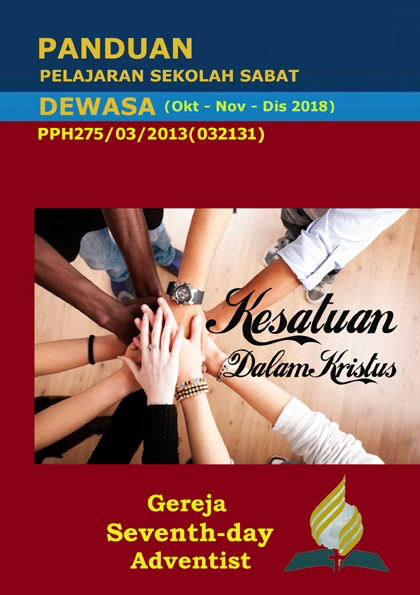 PANDUAN
PELAJARAN SEKOLAH SABAT
DEWASA (Okt - Nov - Dis 2018)
PPH275/03/2013(032131)
Kesatuan
Dalam Kristus
Gereja
Seventh-day
Adventist